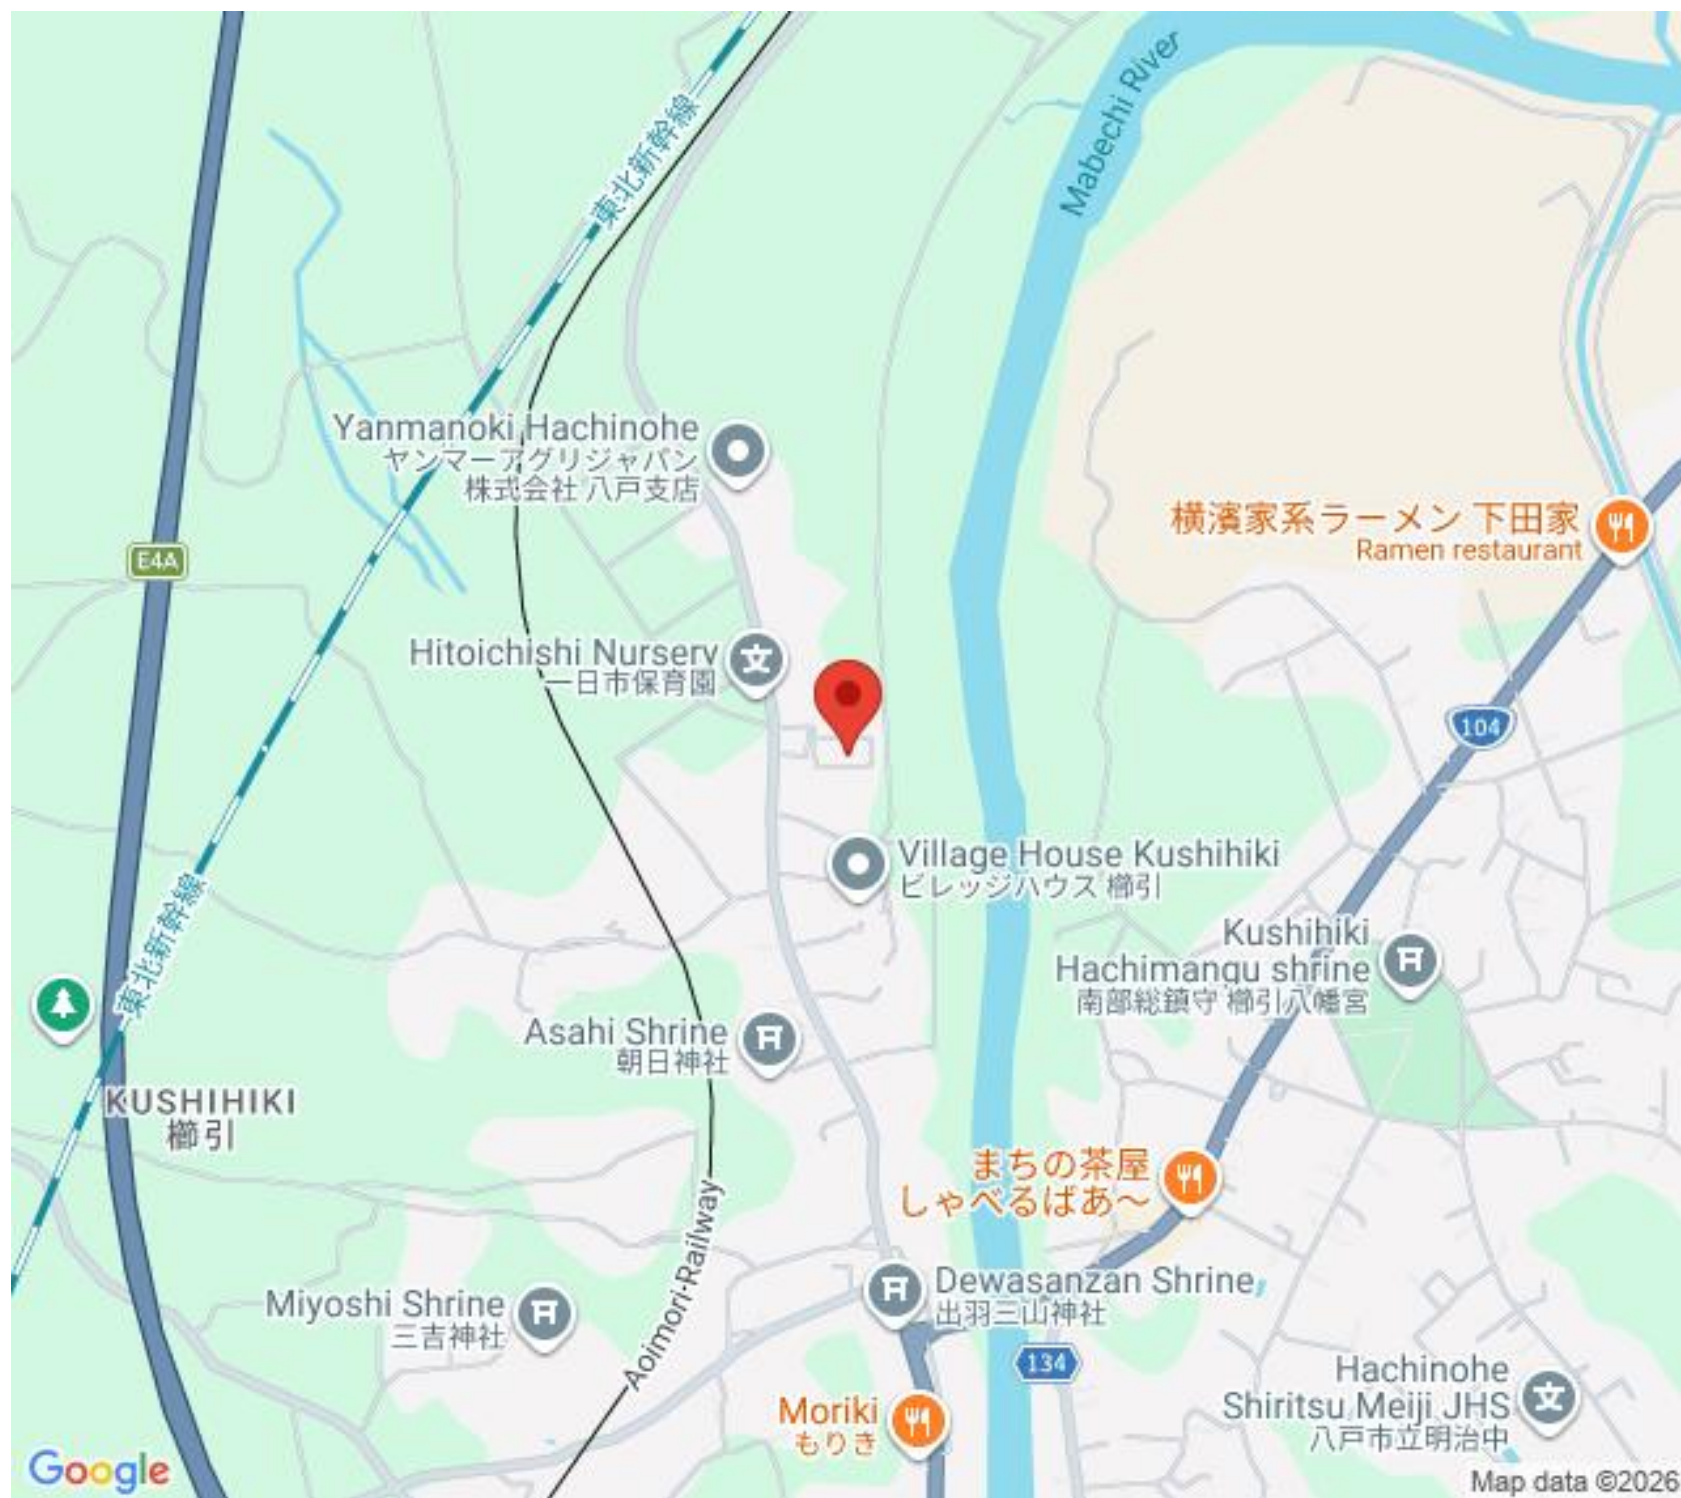 Mabechi River
東北新幹線
Yanmanoki Hachinohe
ヤンマーアグリジャパン
株式会社 八戸支店
横濱家系ラーメン 下田家
Ramen restaurant
E4A
Hitoichishi Nursery
一日市保育園
104
Village House Kushihiki
ビレッジハウス 櫛引
東北新幹線
Kushihiki
Hachimangu shrine
南部総鎮守 櫛引八幡宮
Asahi Shrine
朝日神社
KUSHIHIKI
櫛引
まちの茶屋
しゃべるばあ〜
Aoimori-Railway
Dewasanzan Shrine,
出羽三山神社
Miyoshi Shrine
三吉神社
134
Hachinohe
Shiritsu Meiji JHS
八戸市立明治中
Moriki
もりき
Google
Map data ©2026